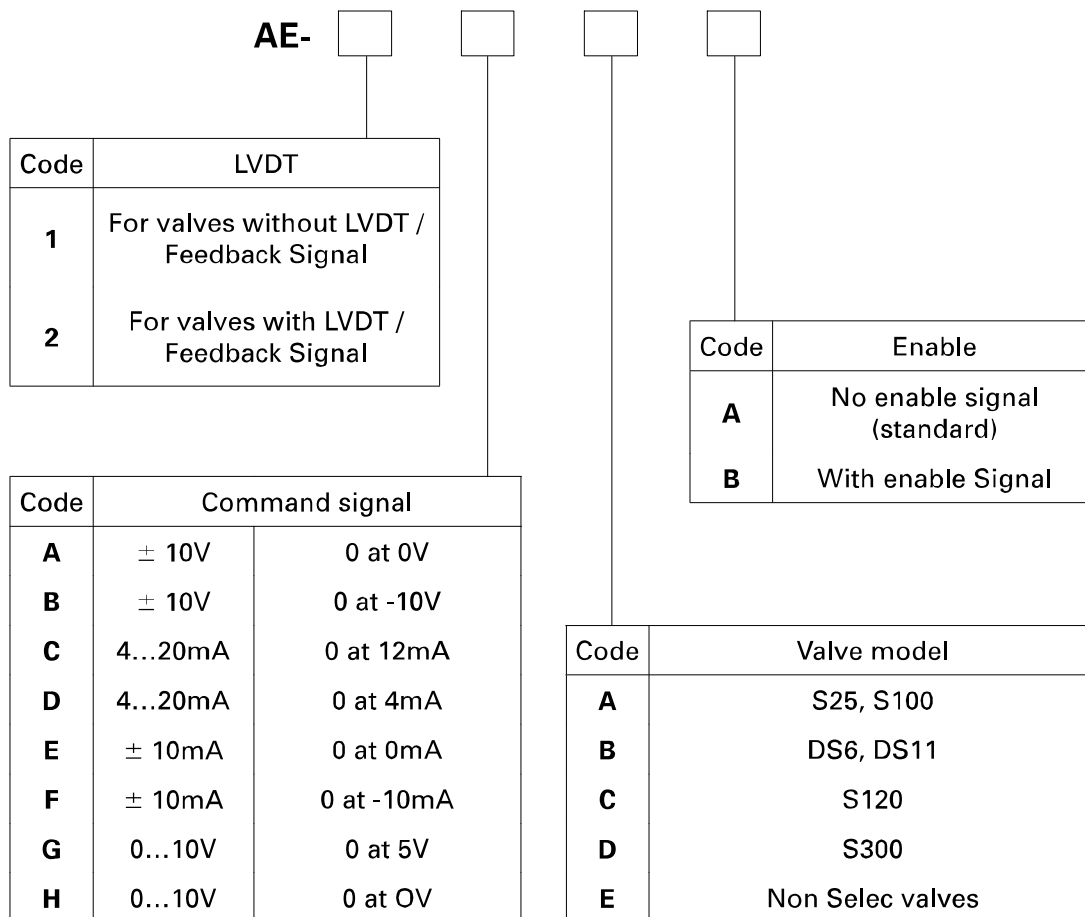 AE-
Code LVDT
1 For valves without LVDT /
Feedback Signal
2 For valves with LVDT /
Feedback Signal
Code Enable
A No enable signal
(standard)
B With enable Signal
Code Command signal
A ± 10V 0 at 0V
B ± 10V 0 at -10V
C 4...20mA 0 at 12mA
D 4...20mA 0 at 4mA
E ± 10mA 0 at 0mA
F ± 10mA 0 at -10mA
G 0...10V 0 at 5V
H 0...10V 0 at OV
Code Valve model
A S25, S100
B DS6, DS11
C S120
D S300
E Non Selec valves